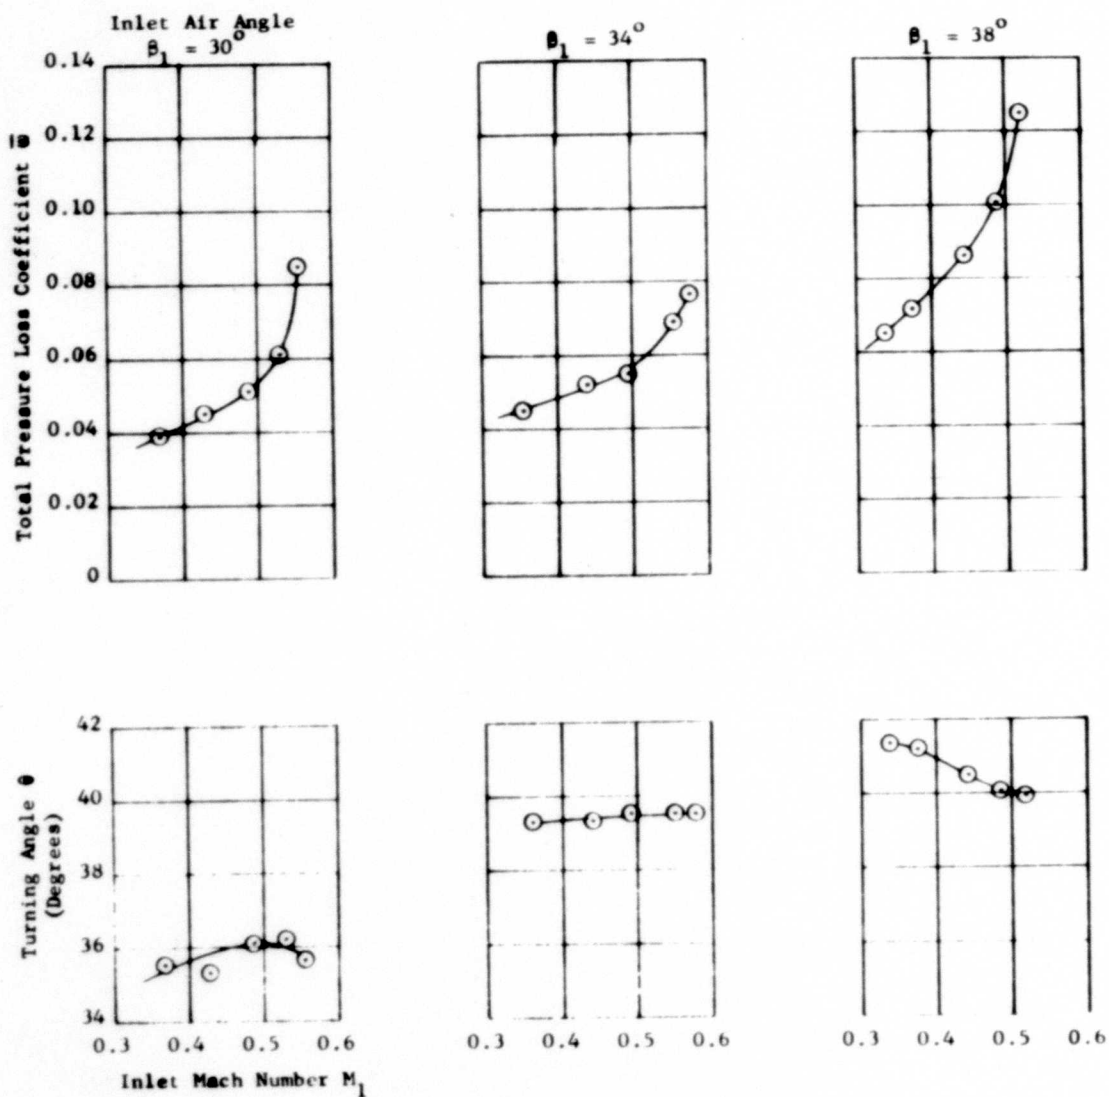 Inlet Air Angle
β₁ = 30°
β₁ = 34°
β₁ = 38°
Total Pressure Loss Coefficient ω̄
0.14
0.12
0.10
0.08
0.06
0.04
0.02
0
Turning Angle θ
(Degrees)
42
40
38
36
34
0.3 0.4 0.5 0.6
0.3 0.4 0.5 0.6
0.3 0.4 0.5 0.6
Inlet Mach Number M₁